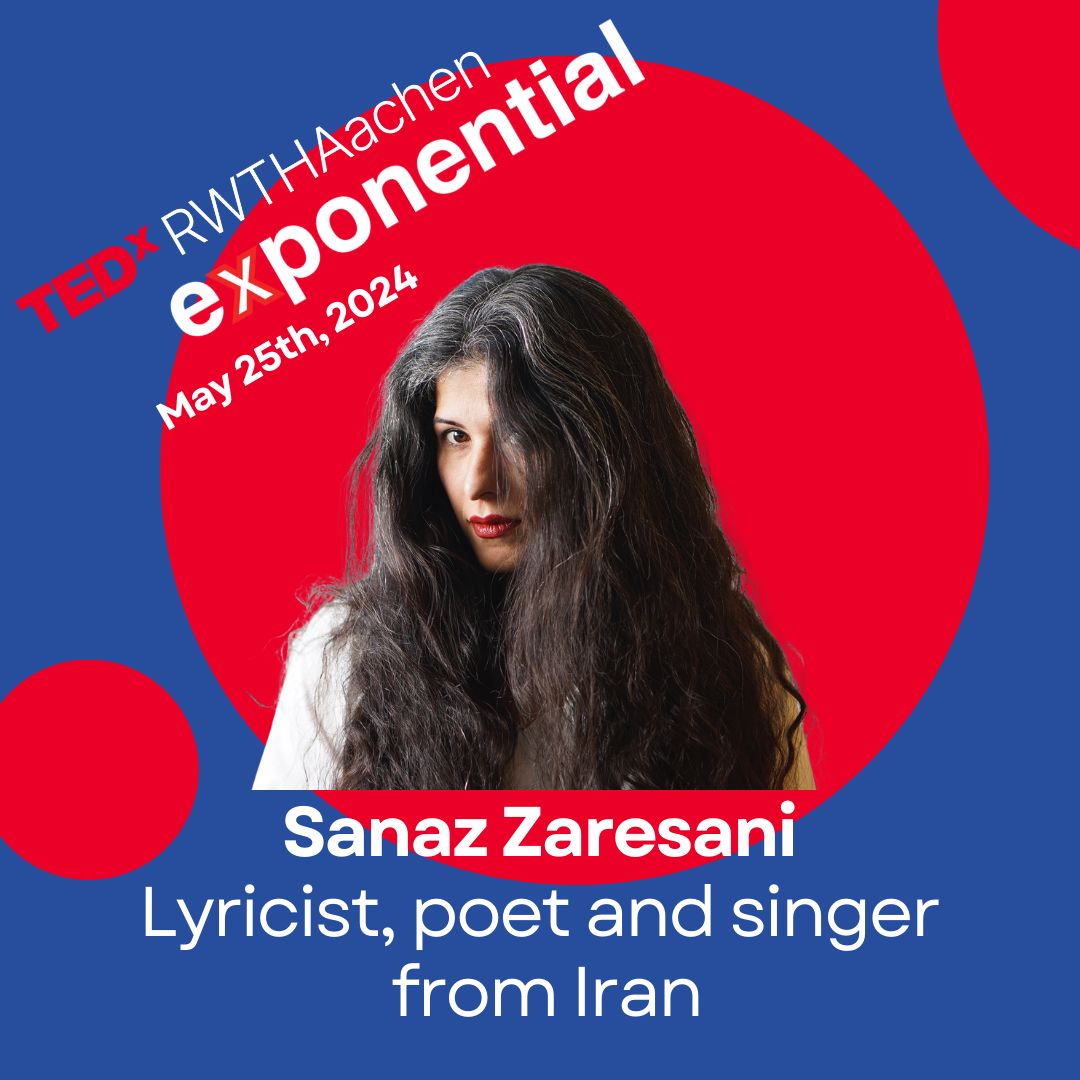 TEDx RWTHAachen
exponential
May 25th, 2024
Sanaz Zaresani
Lyricist, poet and singer
from Iran